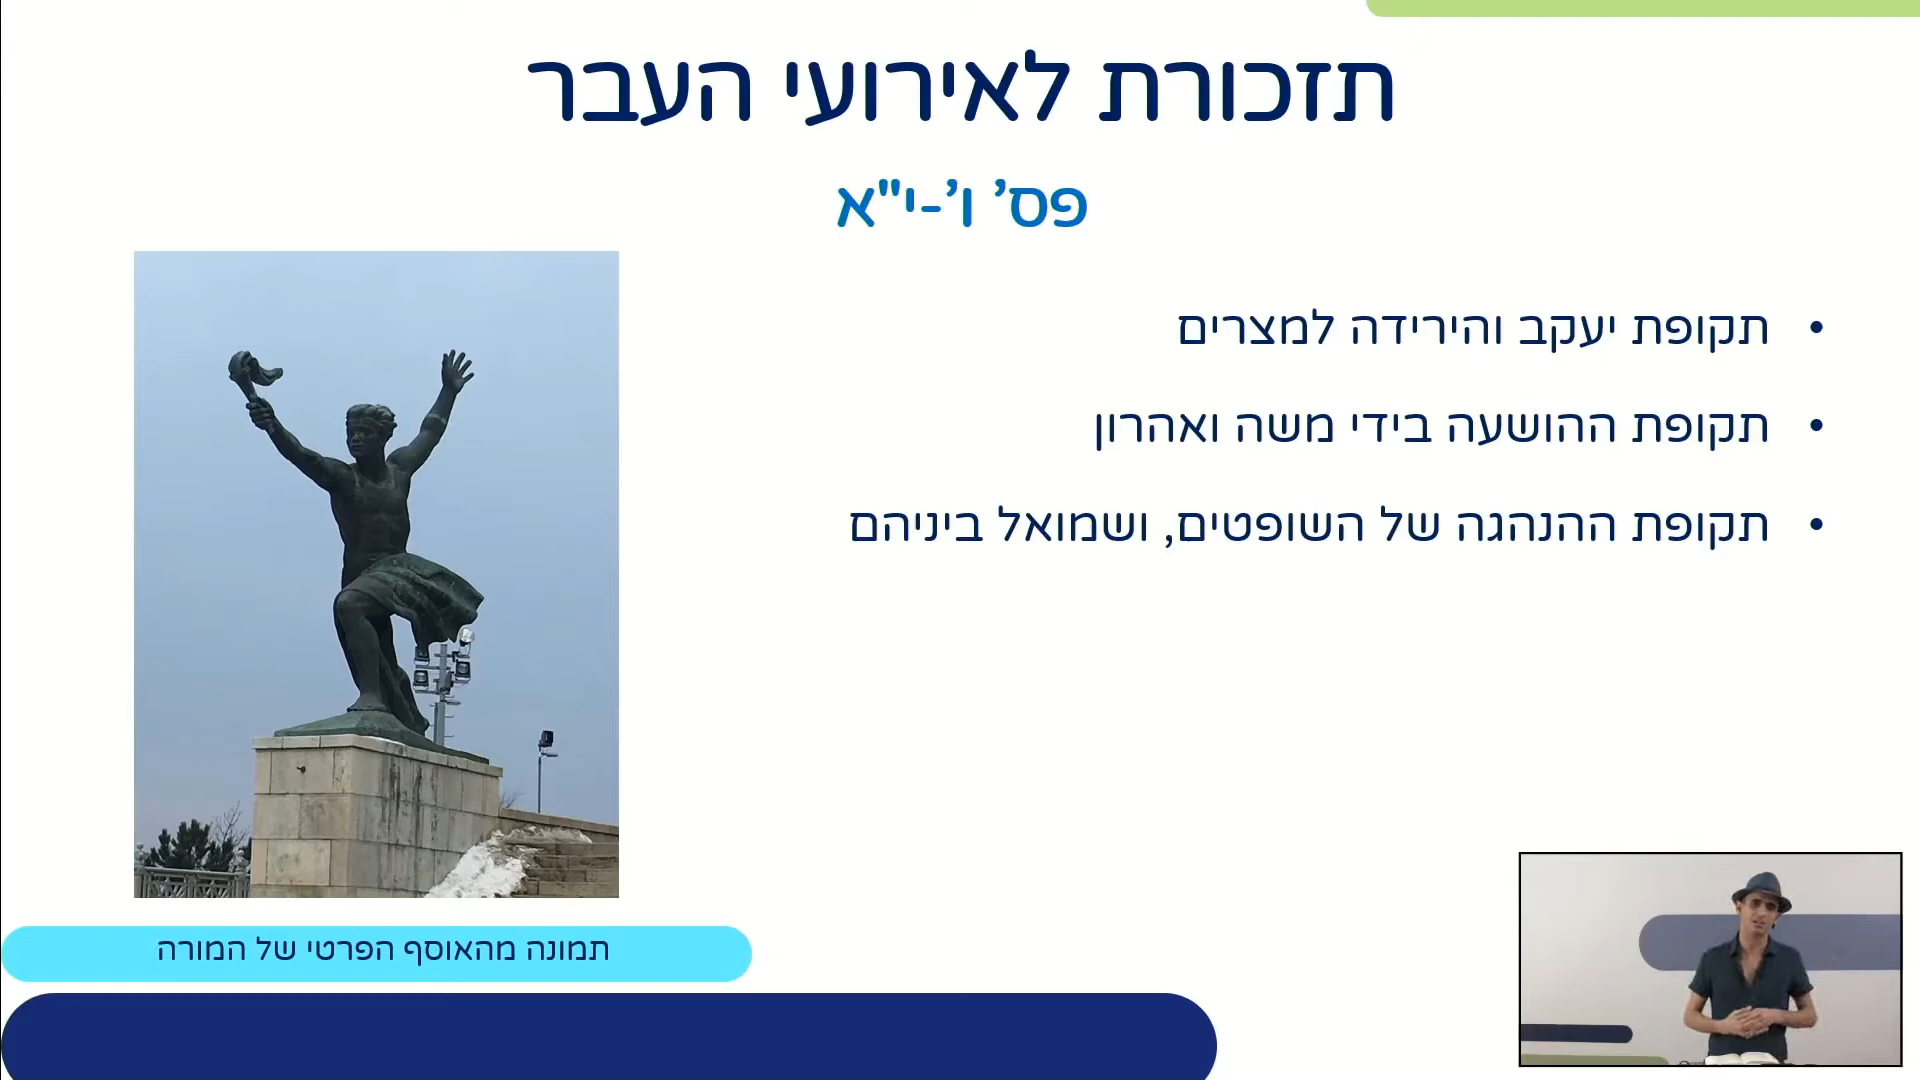 תזכורת לאירועי העבר
פס' ו'-י"א
• תקופת יעקב והירידה למצרים
• תקופת ההושעה בידי משה ואהרון
• תקופת ההנהגה של השופטים, ושמואל ביניהם
תמונה מהאוסף הפרטי של המורה